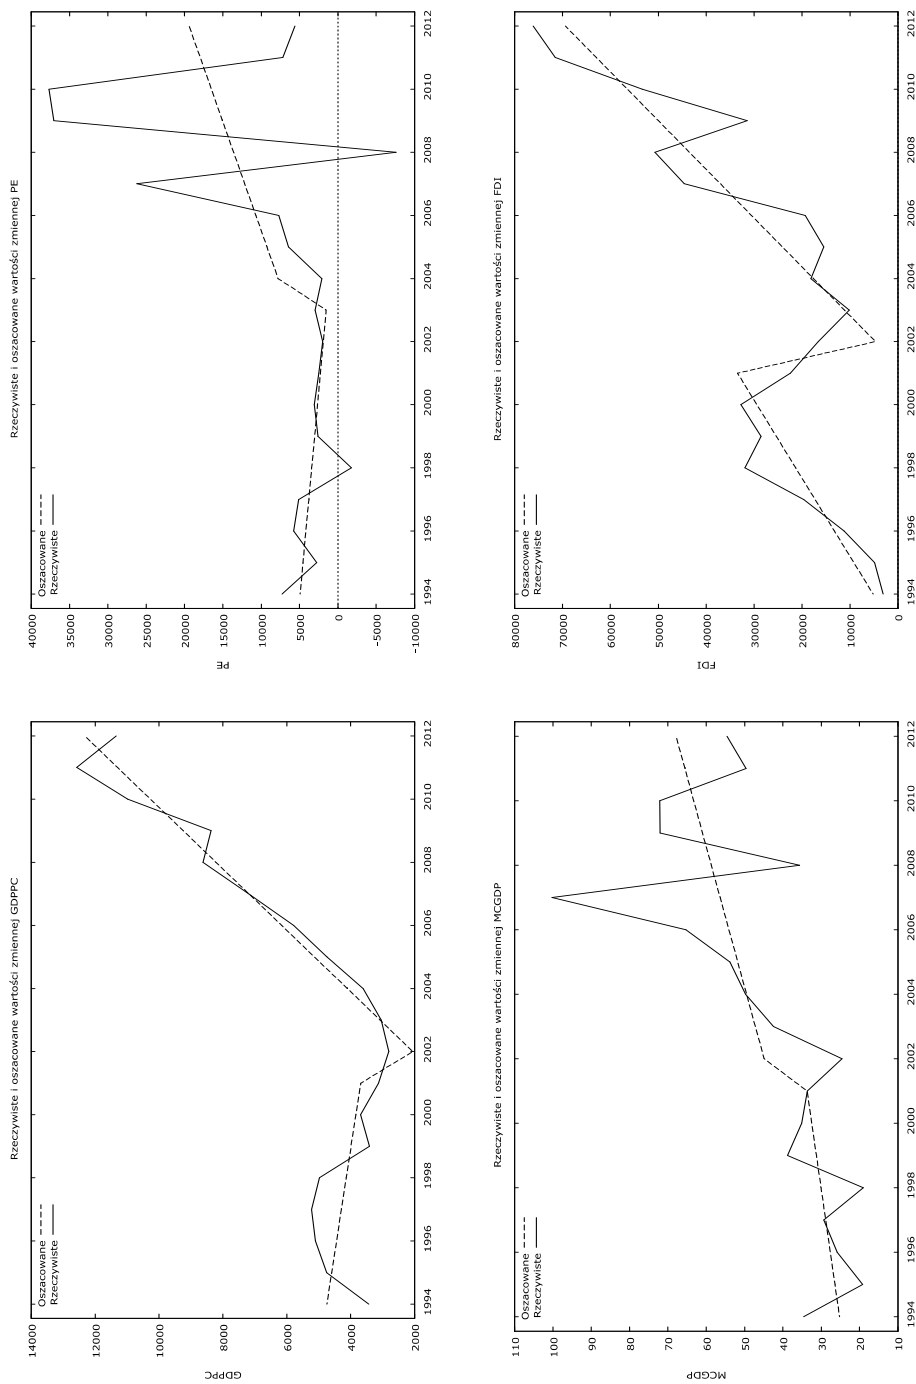 Rzeczywiste i oszacowane wartości zmiennej GDPPC
14000
12000
10000
8000
6000
4000
2000
GDPPC
Oszacowane
Rzeczywiste
1994 1996 1998 2000 2002 2004 2006 2008 2010 2012
Rzeczywiste i oszacowane wartości zmiennej PE
40000
35000
30000
25000
20000
15000
10000
5000
0
-5000
-10000
PE
Oszacowane
Rzeczywiste
1994 1996 1998 2000 2002 2004 2006 2008 2010 2012
Rzeczywiste i oszacowane wartości zmiennej MCGDP
110
100
90
80
70
60
50
40
30
20
10
MCGDP
Oszacowane
Rzeczywiste
1994 1996 1998 2000 2002 2004 2006 2008 2010 2012
Rzeczywiste i oszacowane wartości zmiennej FDI
80000
70000
60000
50000
40000
30000
20000
10000
0
FDI
Oszacowane
Rzeczywiste
1994 1996 1998 2000 2002 2004 2006 2008 2010 2012